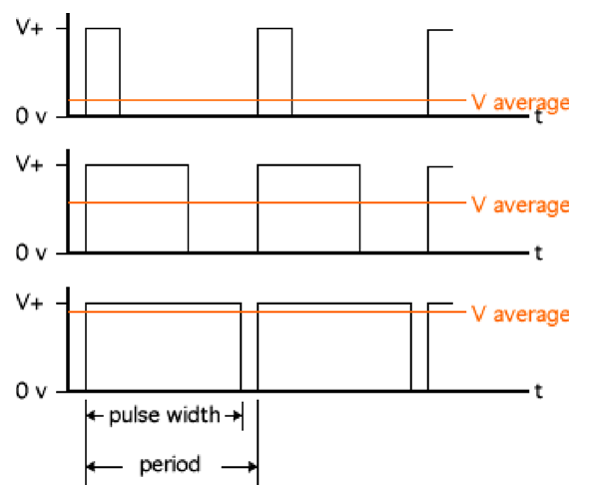 V+
V average
0 v
t
V+
V average
0 v
t
V+
V average
0 v
t
pulse width
period